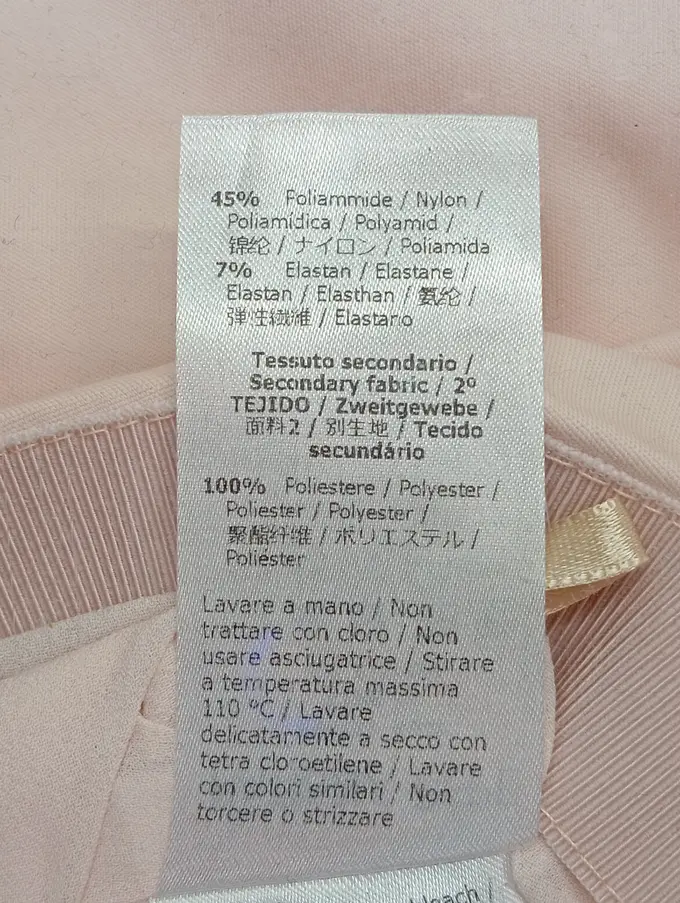 45% Poliammide / Nylon /
Poliamidica / Polyamid /
锦纶 / ナイロン / Poliamida
7% Elastan / Elastane /
Elastan / Elasthan / 氨纶 /
弾性繊維 / Elastano
Tessuto secondario /
Secondary fabric / 2º
TEJIDO / Zweitgewebe /
面料2 / 別生地 / Tecido
secundário
100% Poliestere / Polyester /
Poliester / Polyester /
聚酯纤维 / ポリエステル /
Poliéster
Lavare a mano / Non
trattare con cloro / Non
usare asciugatrice / Stirare
a temperatura massima
110 ºC / Lavare
delicatamente a secco con
tetra cloroetilene / Lavare
con colori similari / Non
torcere o strizzare